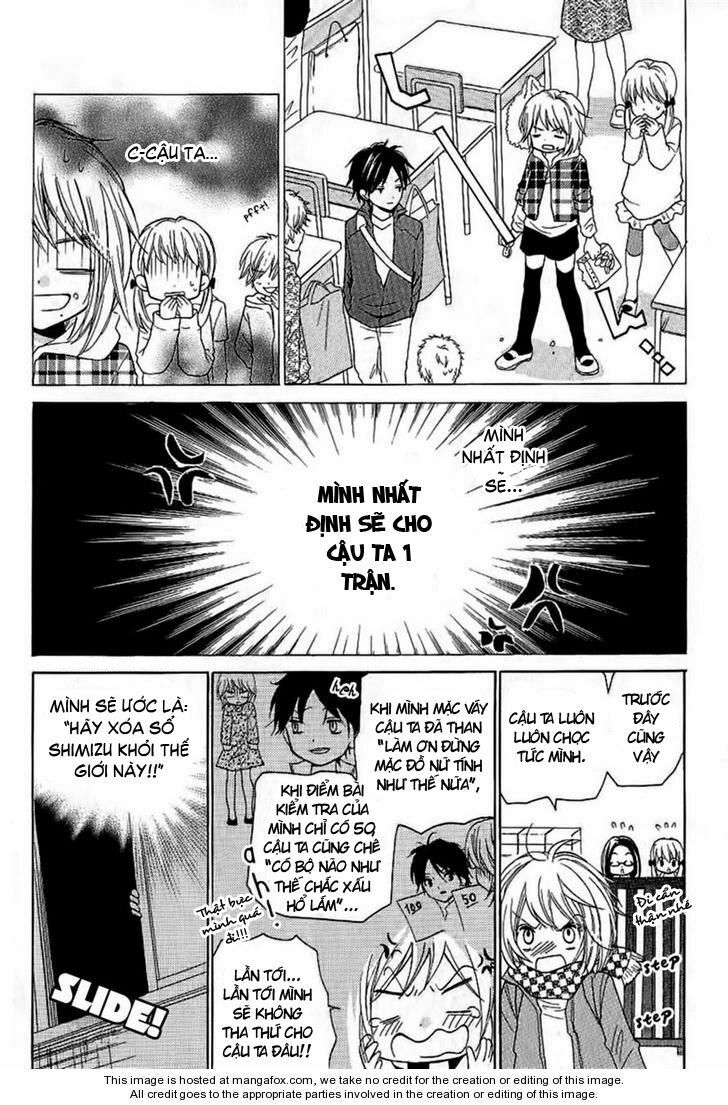 C-CẬU TA...
pfft!
MÌNH
NHẤT ĐỊNH
SẼ...
MÌNH NHẤT
ĐỊNH SẼ CHO
CẬU TA 1
TRẬN.
TRƯỚC
ĐÂY
CŨNG
VẬY
CẬU TA LUÔN
LUÔN CHỌC
TỨC MÌNH.
Đi cẩn
thận nhé
step
step
KHI MÌNH MẶC VÁY
CẬU TA ĐÃ THAN
"LÀM ƠN ĐỪNG
MẶC ĐỒ NỮ TÍNH
NHƯ THẾ NỮA",
heh
KHI ĐIỂM BÀI
KIỂM TRA CỦA
MÌNH CHỈ CÓ 50,
CẬU TA CŨNG CHÊ
"CÓ BỘ NÃO NHƯ
THẾ CHẮC XẤU
HỔ LẮM"...
100
50
Thật bực
mình quá
đi!!!
LẦN TỚI...
LẦN TỚI MÌNH
SẼ KHÔNG
THA THỨ CHO
CẬU TA ĐÂU!!
MÌNH SẼ ƯỚC LÀ:
"HÃY XÓA SỔ
SHIMIZU KHỎI THẾ
GIỚI NÀY!!"
SLIDE!
This image is hosted at mangafox.com, we take no credit for the creation or editing of this image.
All credit goes to the appropriate parties involved in the creation or editing of this image.